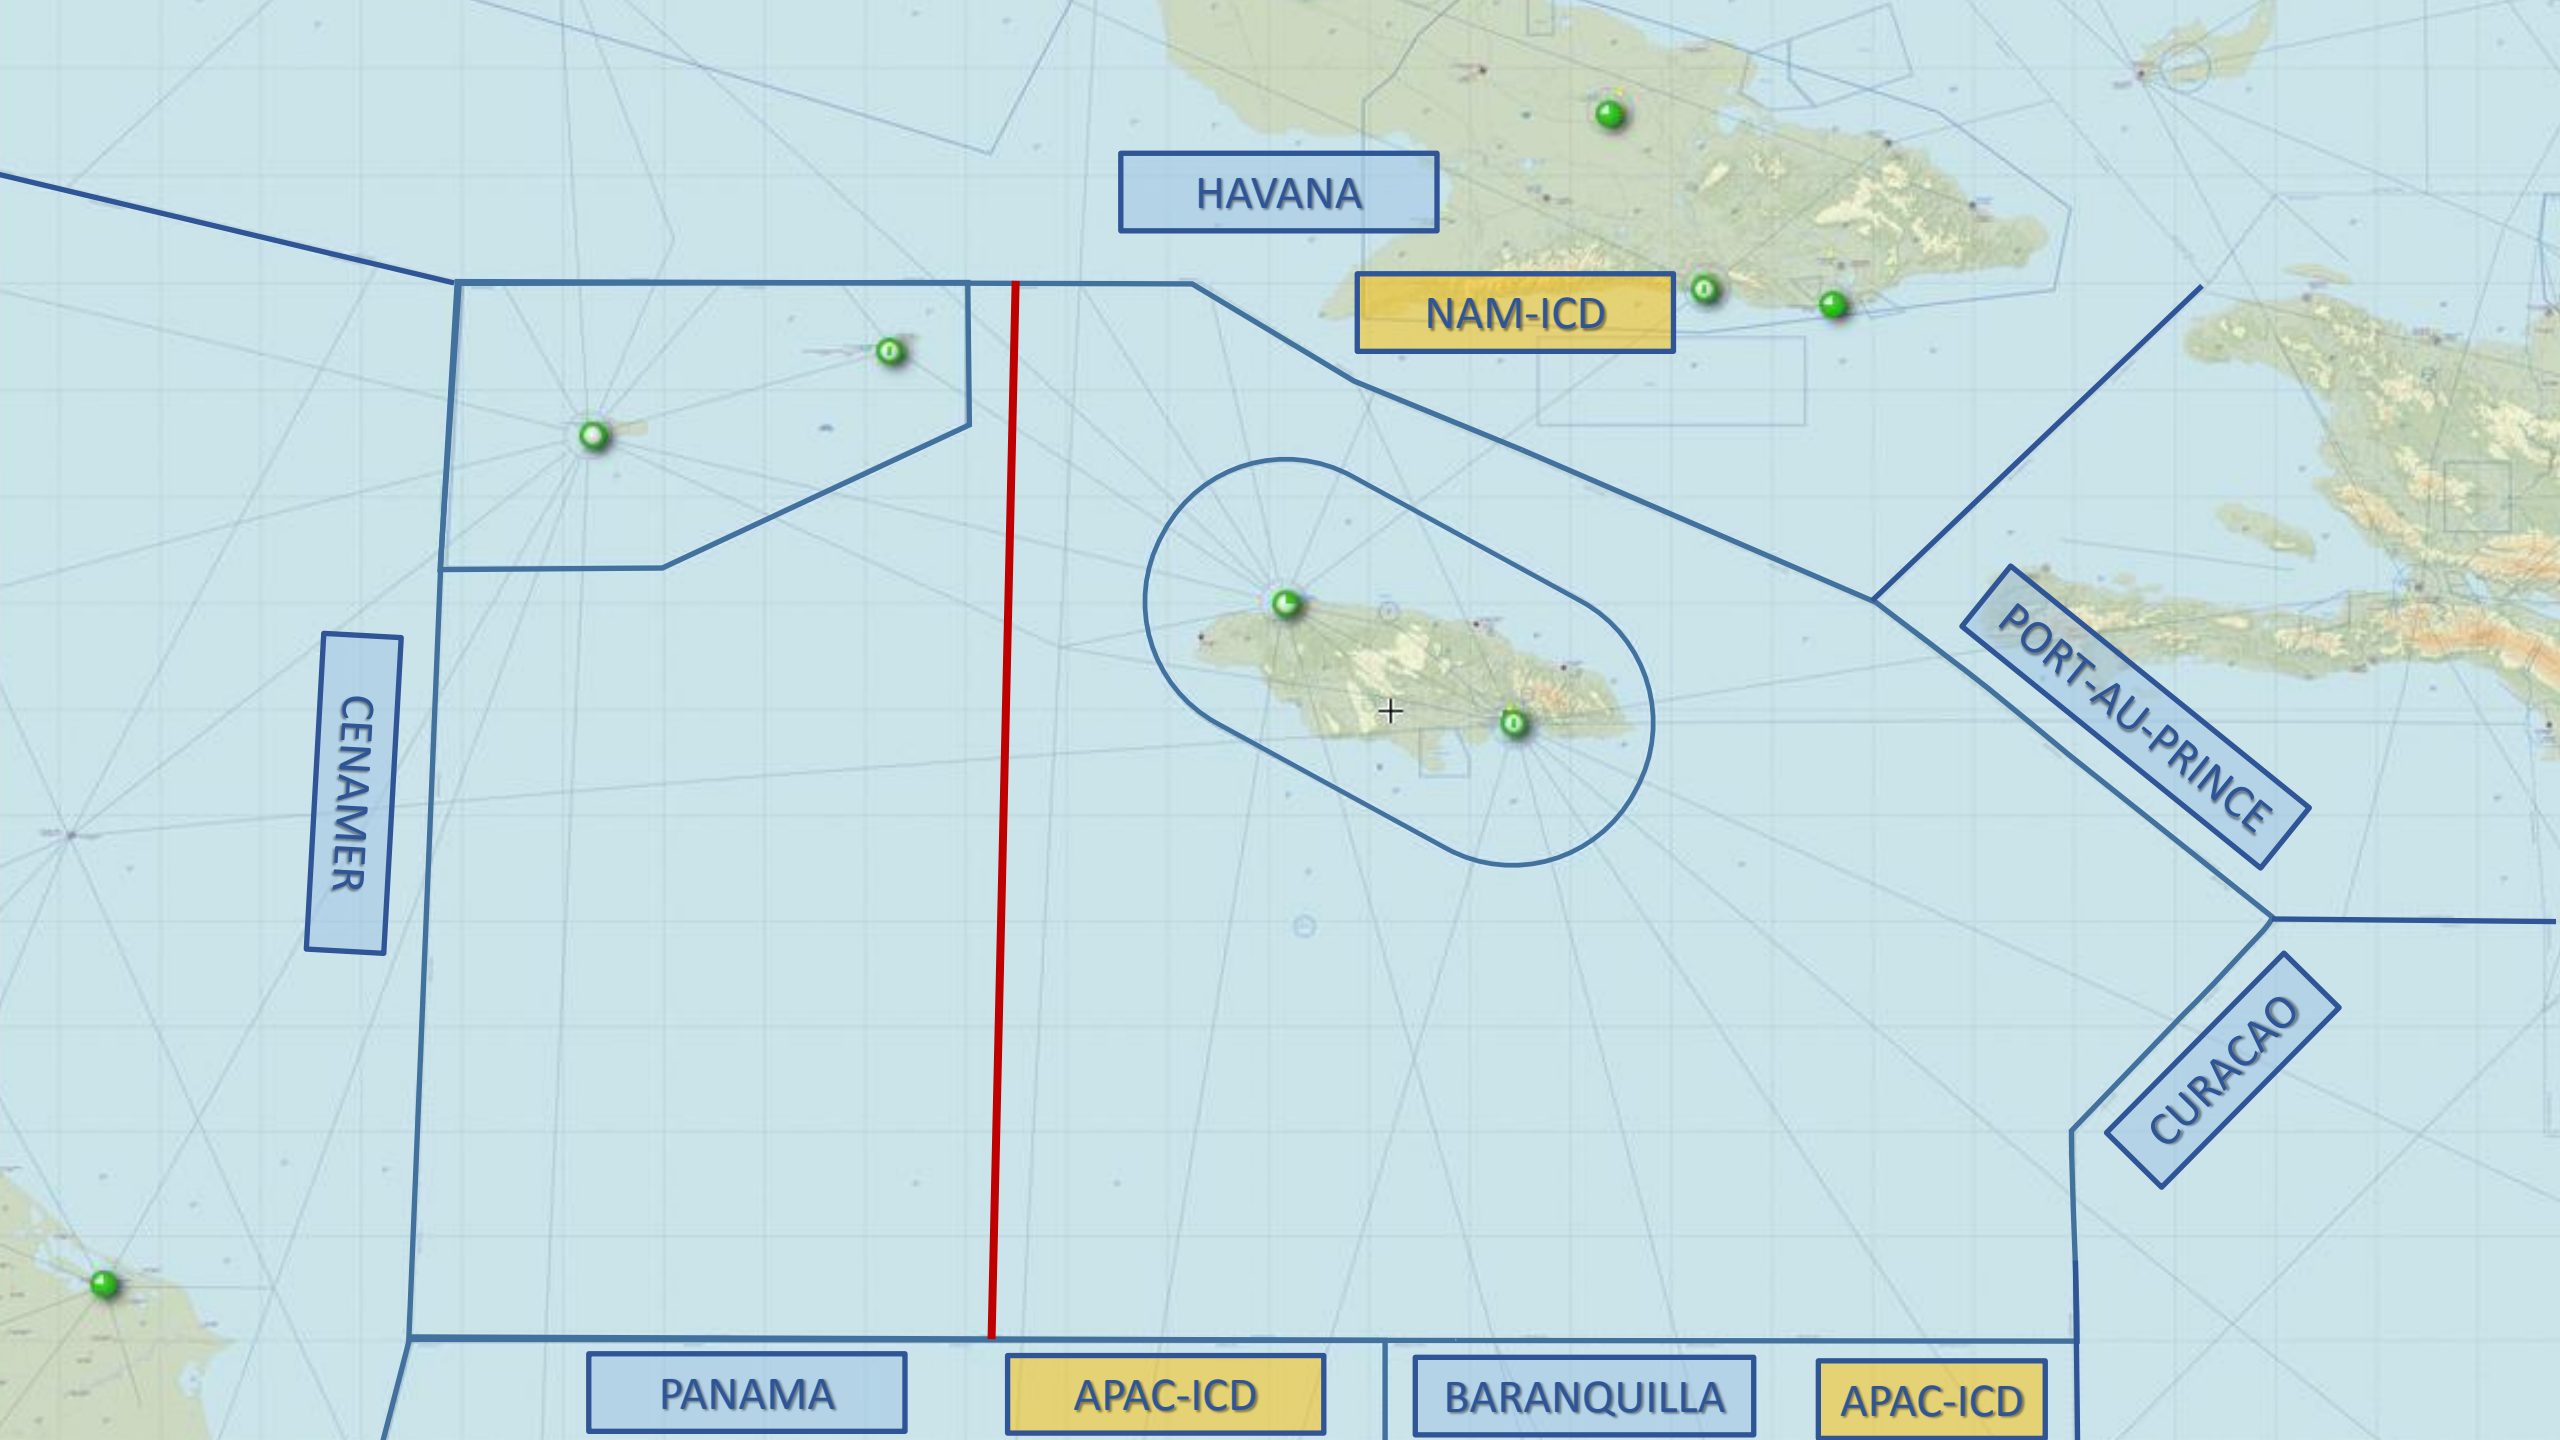 HAVANA
NAM-ICD
PORT-AU-PRINCE
CENAMER
CURACAO
PANAMA
APAC-ICD
BARANQUILLA
APAC-ICD